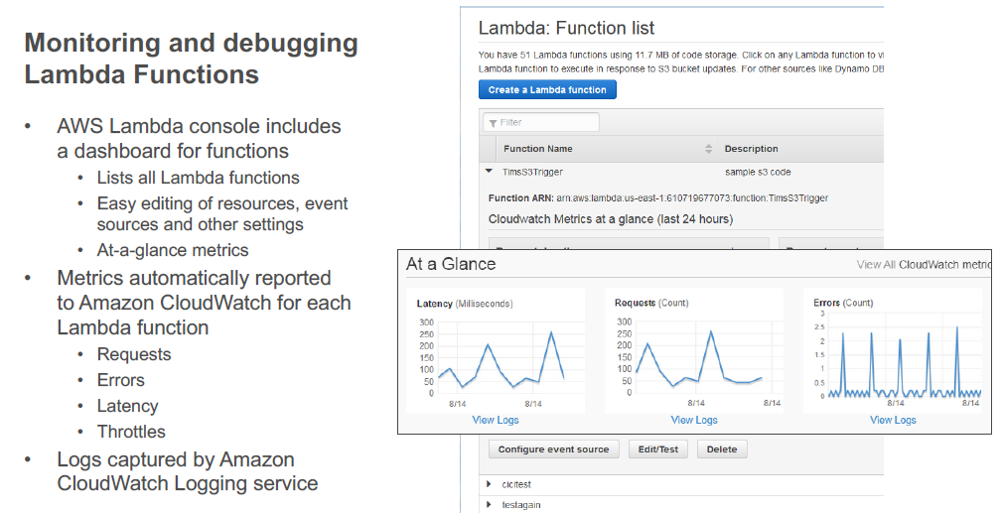 Monitoring and debugging
Lambda Functions
• AWS Lambda console includes
a dashboard for functions
• Lists all Lambda functions
• Easy editing of resources, event
sources and other settings
• At-a-glance metrics
• Metrics automatically reported
to Amazon CloudWatch for each
Lambda function
• Requests
• Errors
• Latency
• Throttles
• Logs captured by Amazon
CloudWatch Logging service
Lambda: Function list
You have 51 Lambda functions using 11.7 MB of code storage. Click on any Lambda function to vi
Lambda function to execute in response to S3 bucket updates. For other sources like Dynamo DB
Create a Lambda function
Filter
Function Name Description
TimsS3Trigger sample s3 code
Function ARN: arn:aws:lambda:us-east-1:610719677073:function:TimsS3Trigger
Cloudwatch Metrics at a glance (last 24 hours)
At a Glance View All CloudWatch metric
Latency (Milliseconds)
300
250
200
150
100
50
0
8/14 8/14
View Logs
Requests (Count)
300
250
200
150
100
50
0
8/14 8/14
View Logs
Errors (Count)
3
2.5
2
1.5
1
0.5
0
8/14 8/14
View Logs
Configure event source Edit/Test Delete
cicitest
testagain